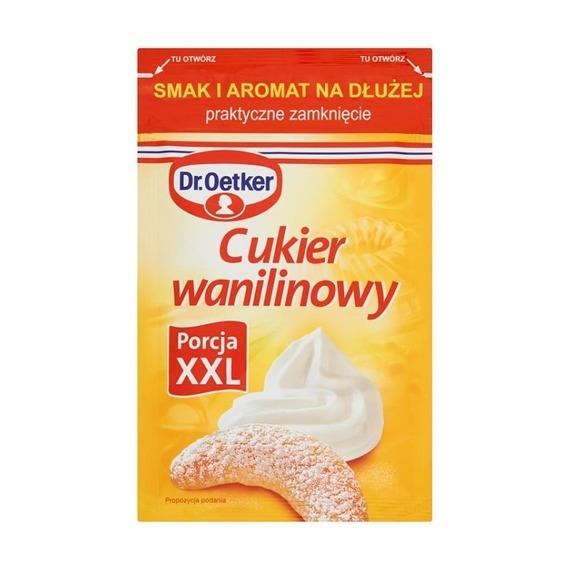 TU OTWÓRZ TU OTWÓRZ
SMAK I AROMAT NA DŁUŻEJ
praktyczne zamknięcie
Dr.Oetker
Cukier
wanilinowy
Porcja
XXL
Propozycja podania